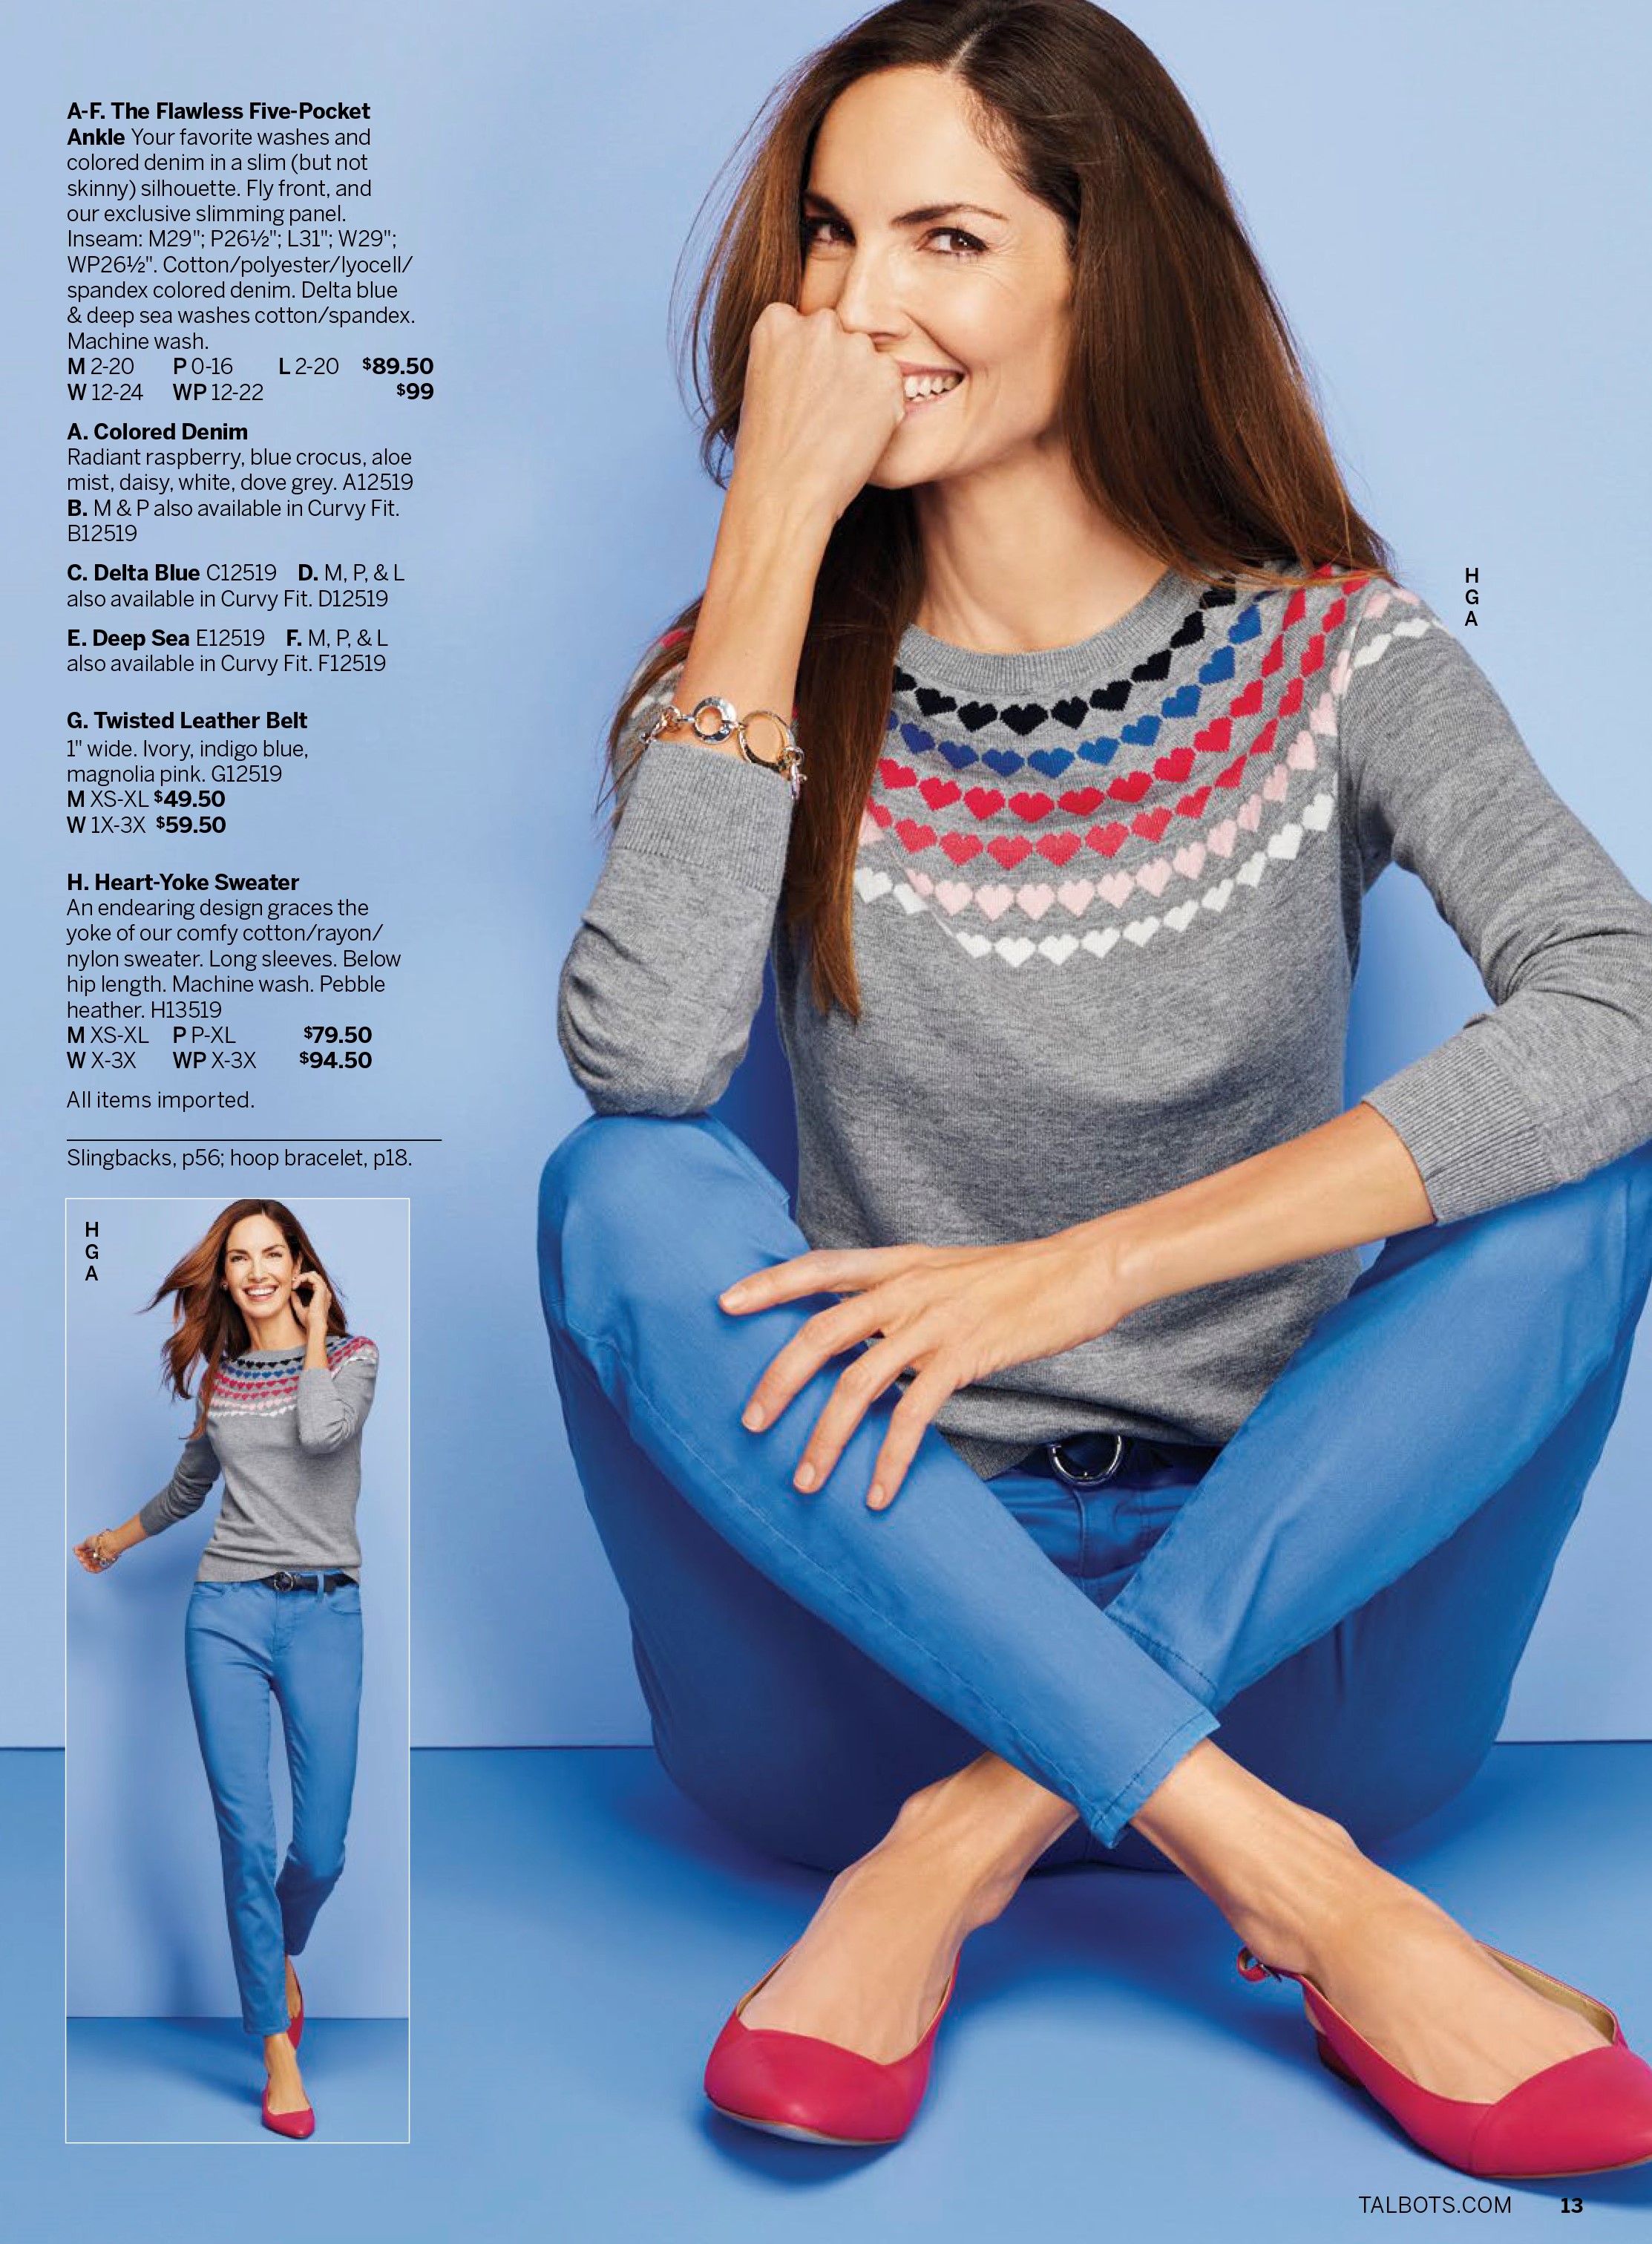 A-F. The Flawless Five-Pocket
Ankle Your favorite washes and
colored denim in a slim (but not
skinny) silhouette. Fly front, and
our exclusive slimming panel.
Inseam: M29"; P26½"; L31"; W29";
WP26½". Cotton/polyester/lyocell/
spandex colored denim. Delta blue
& deep sea washes cotton/spandex.
Machine wash.
M 2-20 P 0-16 L 2-20 $89.50
W 12-24 WP 12-22 $99
A. Colored Denim
Radiant raspberry, blue crocus, aloe
mist, daisy, white, dove grey. A12519
B. M & P also available in Curvy Fit.
B12519
C. Delta Blue C12519 D. M, P, & L
also available in Curvy Fit. D12519
E. Deep Sea E12519 F. M, P, & L
also available in Curvy Fit. F12519
G. Twisted Leather Belt
1" wide. Ivory, indigo blue,
magnolia pink. G12519
M XS-XL $49.50
W 1X-3X $59.50
H. Heart-Yoke Sweater
An endearing design graces the
yoke of our comfy cotton/rayon/
nylon sweater. Long sleeves. Below
hip length. Machine wash. Pebble
heather. H13519
M XS-XL P P-XL $79.50
W X-3X WP X-3X $94.50
All items imported.
Slingbacks, p56; hoop bracelet, p18.
H
G
A
H
G
A
TALBOTS.COM 13